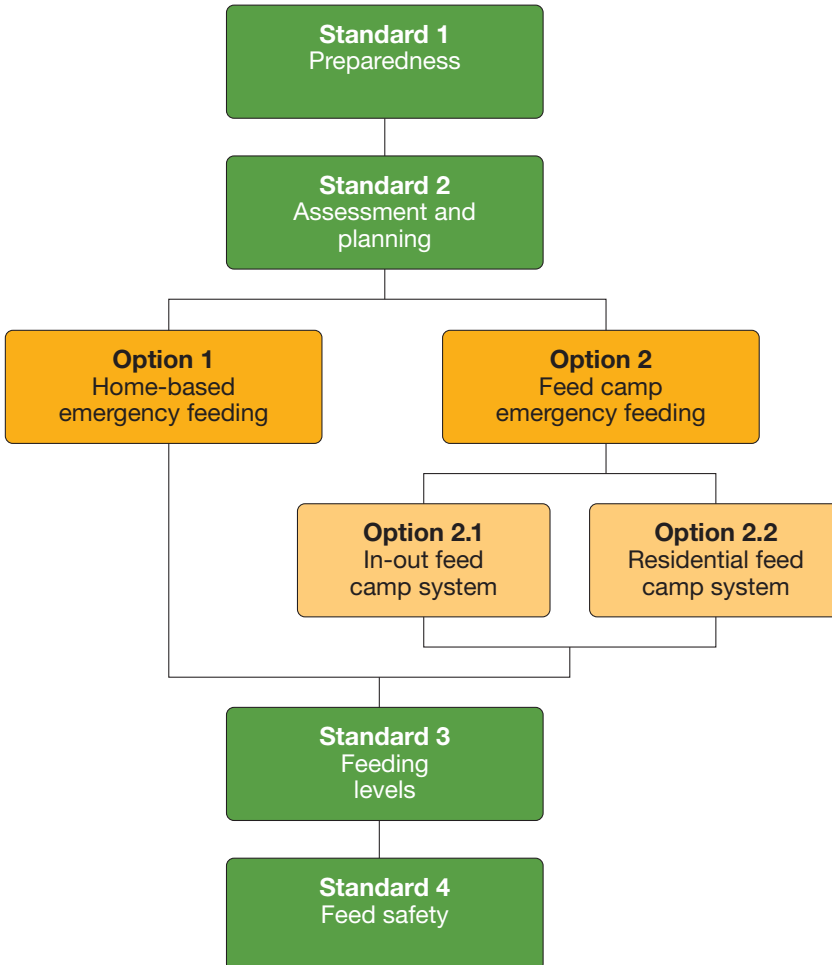 Standard 1
Preparedness
Standard 2
Assessment and
planning
Option 1
Home-based
emergency feeding
Option 2
Feed camp
emergency feeding
Option 2.1
In-out feed
camp system
Option 2.2
Residential feed
camp system
Standard 3
Feeding
levels
Standard 4
Feed safety